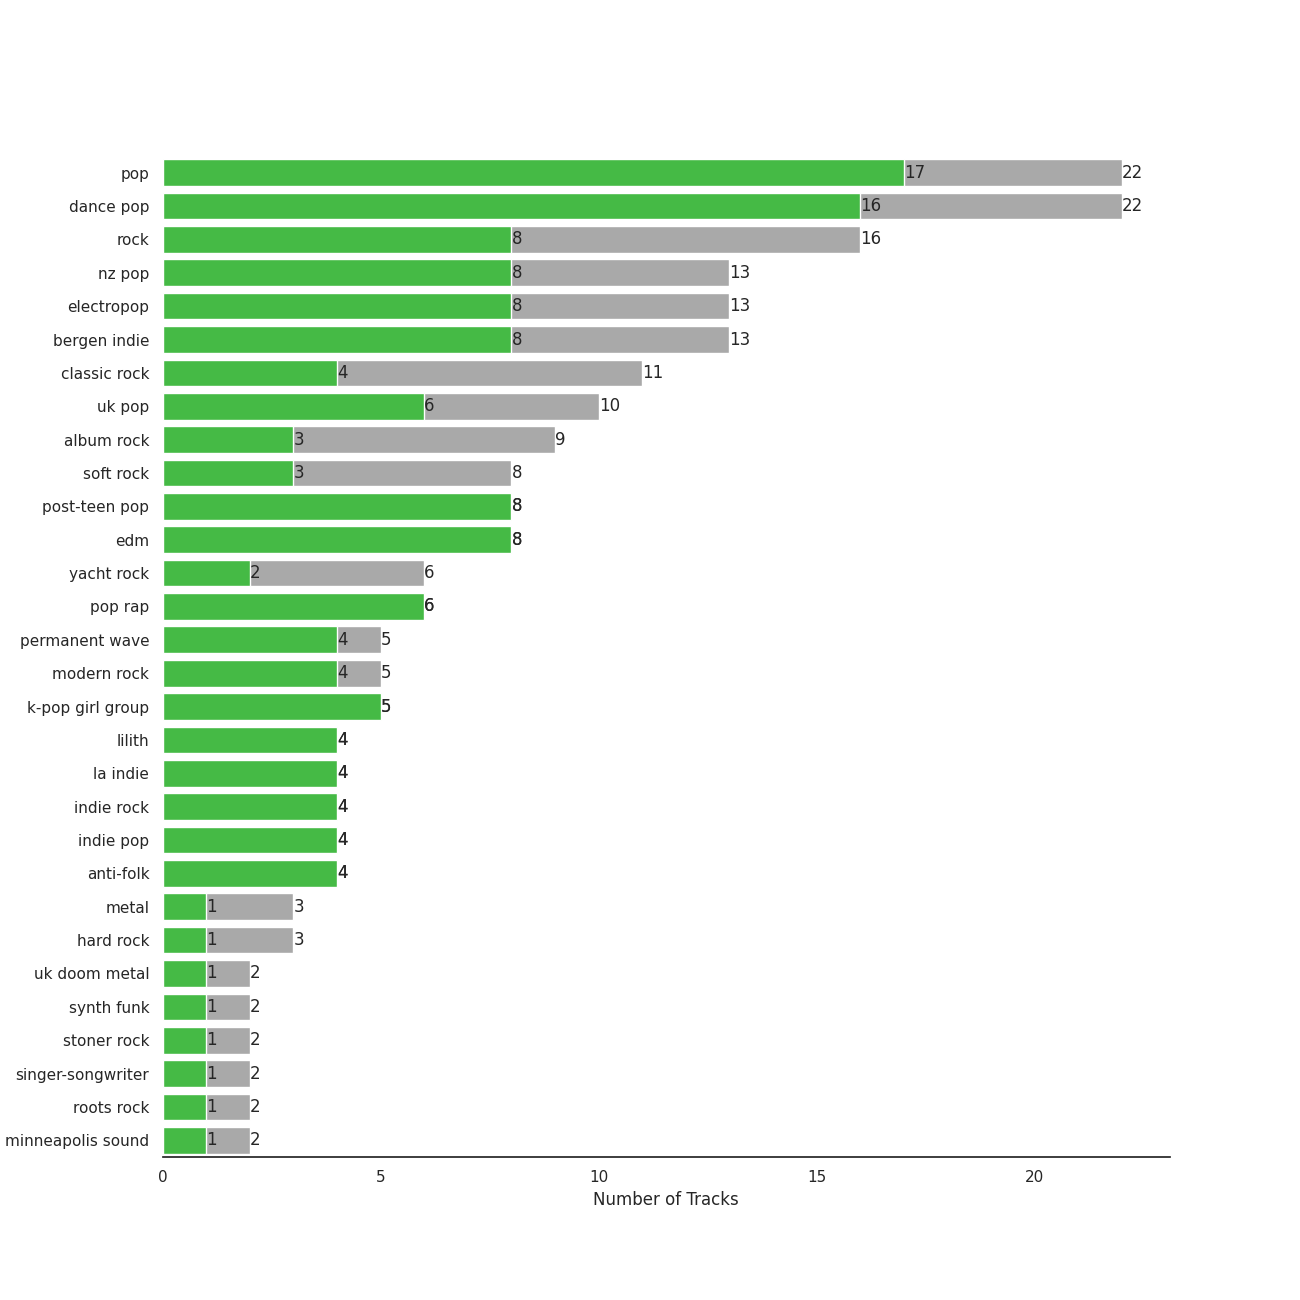 pop 17 22
dance pop 16 22
rock 8 16
nz pop 8 13
electropop 8 13
bergen indie 8 13
classic rock 4 11
uk pop 6 10
album rock 3 9
soft rock 3 8
post-teen pop 8
edm 8
yacht rock 2 6
pop rap 6
permanent wave 4 5
modern rock 4 5
k-pop girl group 5
lilith 4
la indie 4
indie rock 4
indie pop 4
anti-folk 4
metal 1 3
hard rock 1 3
uk doom metal 1 2
synth funk 1 2
stoner rock 1 2
singer-songwriter 1 2
roots rock 1 2
minneapolis sound 1 2
0 5 10 15 20
Number of Tracks